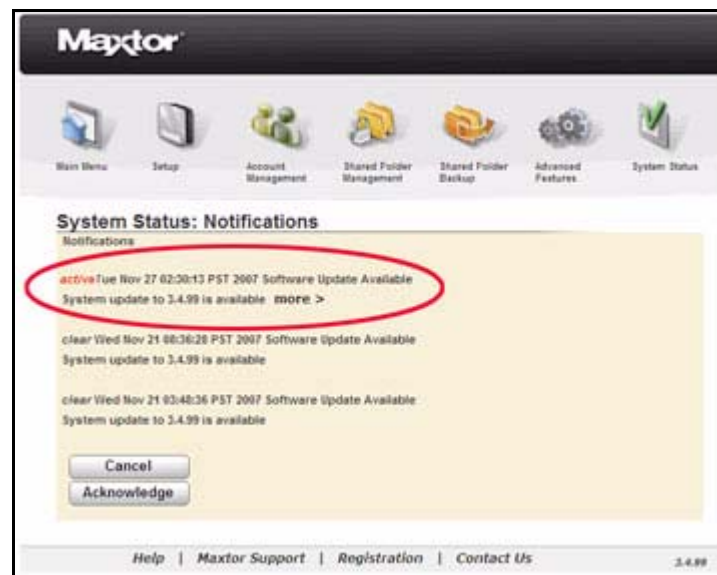 Maxtor
Main Menu
Setup
Account Management
Shared Folder Management
Shared Folder Backup
Advanced Features
System Status
System Status: Notifications
Notifications
active Tue Nov 27 02:30:13 PST 2007 Software Update Available
System update to 3.4.99 is available more >
clear Wed Nov 21 08:36:28 PST 2007 Software Update Available
System update to 3.4.99 is available
clear Wed Nov 21 03:48:36 PST 2007 Software Update Available
System update to 3.4.99 is available
Cancel
Acknowledge
Help | Maxtor Support | Registration | Contact Us
3.4.99